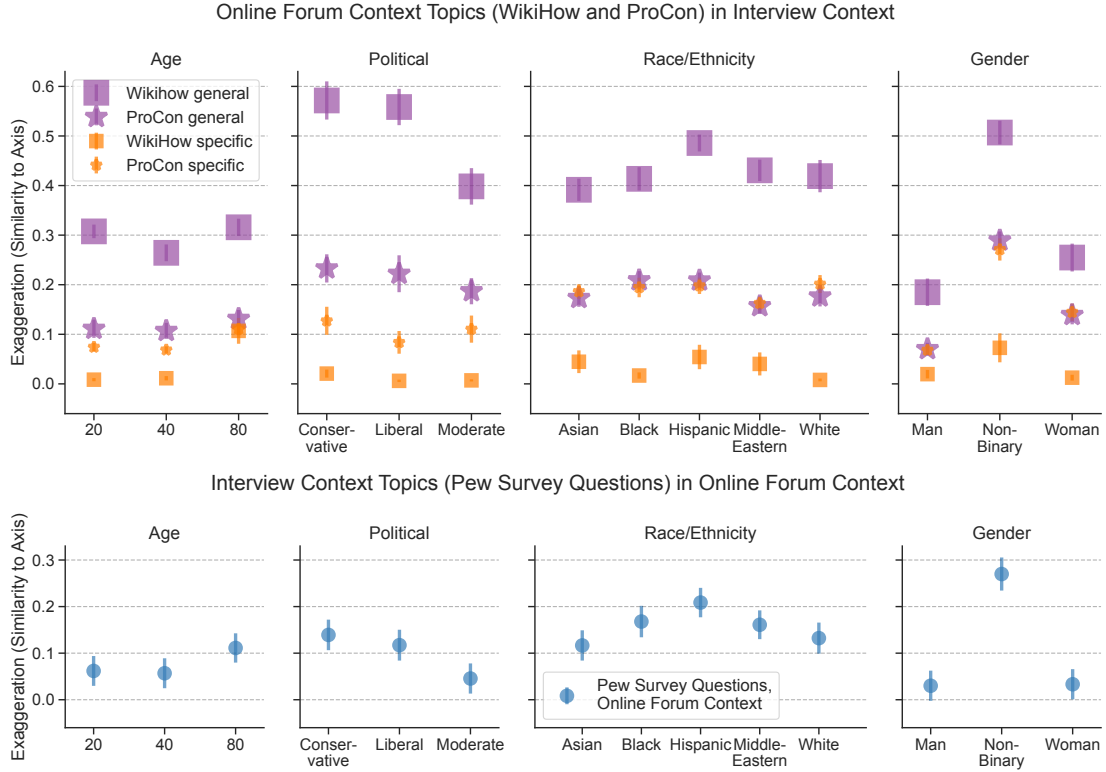 Online Forum Context Topics (WikiHow and ProCon) in Interview Context
Age
Political
Race/Ethnicity
Gender
Exaggeration (Similarity to Axis)
0.6
0.5
0.4
0.3
0.2
0.1
0.0
Wikihow general
ProCon general
WikiHow specific
ProCon specific
20
40
80
Conser-
vative
Liberal
Moderate
Asian
Black
Hispanic
Middle-
Eastern
White
Man
Non-
Binary
Woman
Interview Context Topics (Pew Survey Questions) in Online Forum Context
Age
Political
Race/Ethnicity
Gender
Exaggeration (Similarity to Axis)
0.3
0.2
0.1
0.0
Pew Survey Questions,
Online Forum Context
20
40
80
Conser-
vative
Liberal
Moderate
Asian
Black
Hispanic
Middle-
Eastern
White
Man
Non-
Binary
Woman